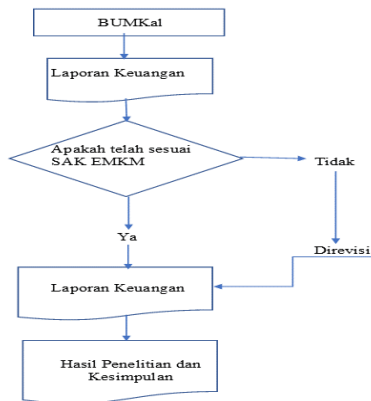 BUMKal
Laporan Keuangan
Apakah telah sesuai
SAK EMKM
Tidak
Ya
Direvisi
Laporan Keuangan
Hasil Penelitian dan
Kesimpulan